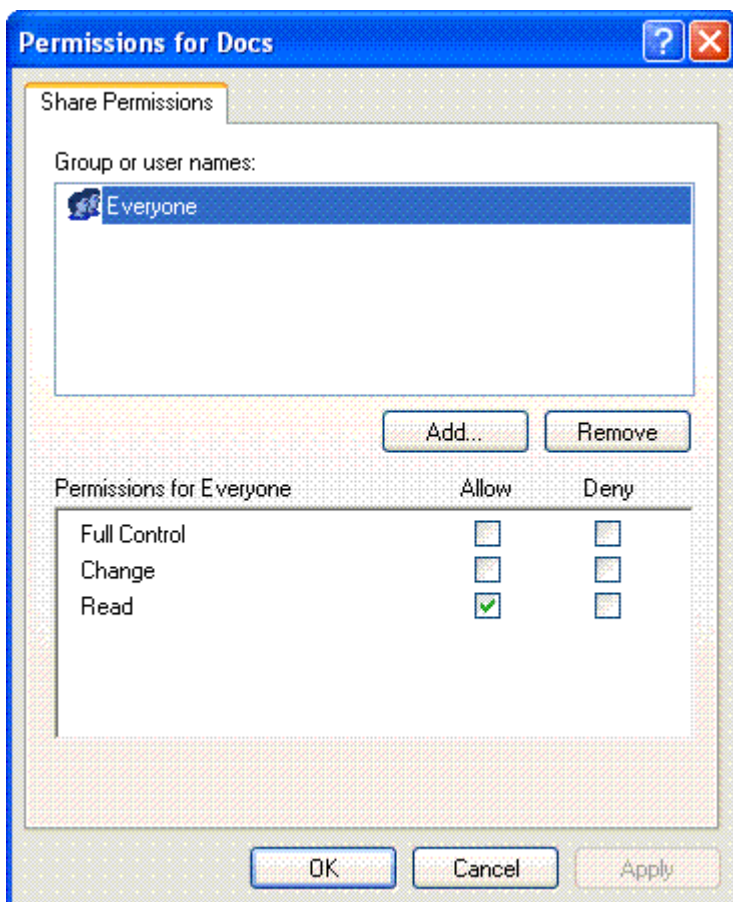 Permissions for Docs
Share Permissions
Group or user names:
Everyone
Add... Remove
Permissions for Everyone Allow Deny
Full Control
Change
Read
OK Cancel Apply